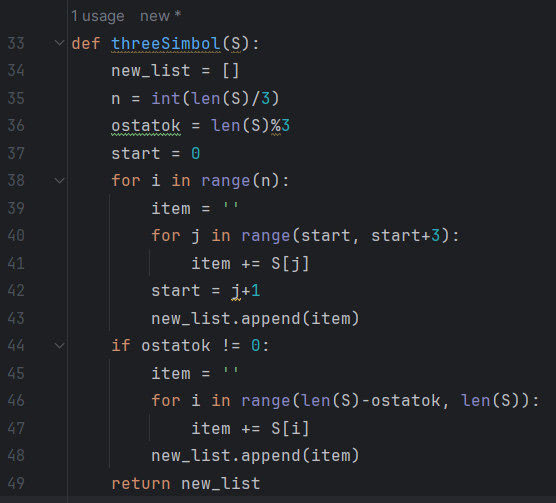 1 usage   new *
33 def threeSimbol(S):
34     new_list = []
35     n = int(len(S)/3)
36     ostatok = len(S)%3
37     start = 0
38     for i in range(n):
39         item = ''
40         for j in range(start, start+3):
41             item += S[j]
42         start = j+1
43         new_list.append(item)
44     if ostatok != 0:
45         item = ''
46         for i in range(len(S)-ostatok, len(S)):
47             item += S[i]
48         new_list.append(item)
49     return new_list